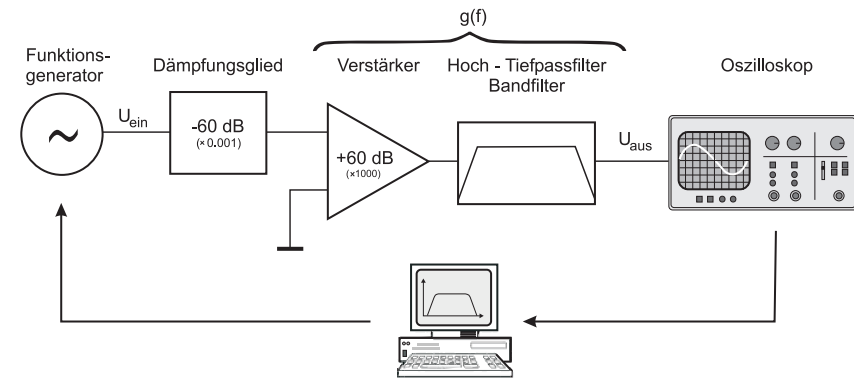 g(f)
Funktions-
generator
Dämpfungsglied
Verstärker
Hoch - Tiefpassfilter
Bandfilter
Oszilloskop
~
U_ein
-60 dB
(×0.001)
+60 dB
(×1000)
U_aus